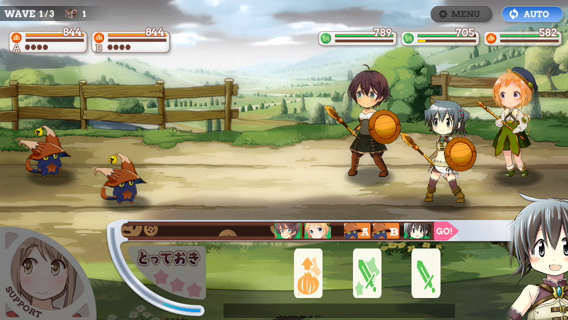 WAVE 1/3 1
MENU
AUTO
844
A
844
B
789
705
582
A
B
GO!
とっておき
SUPPORT